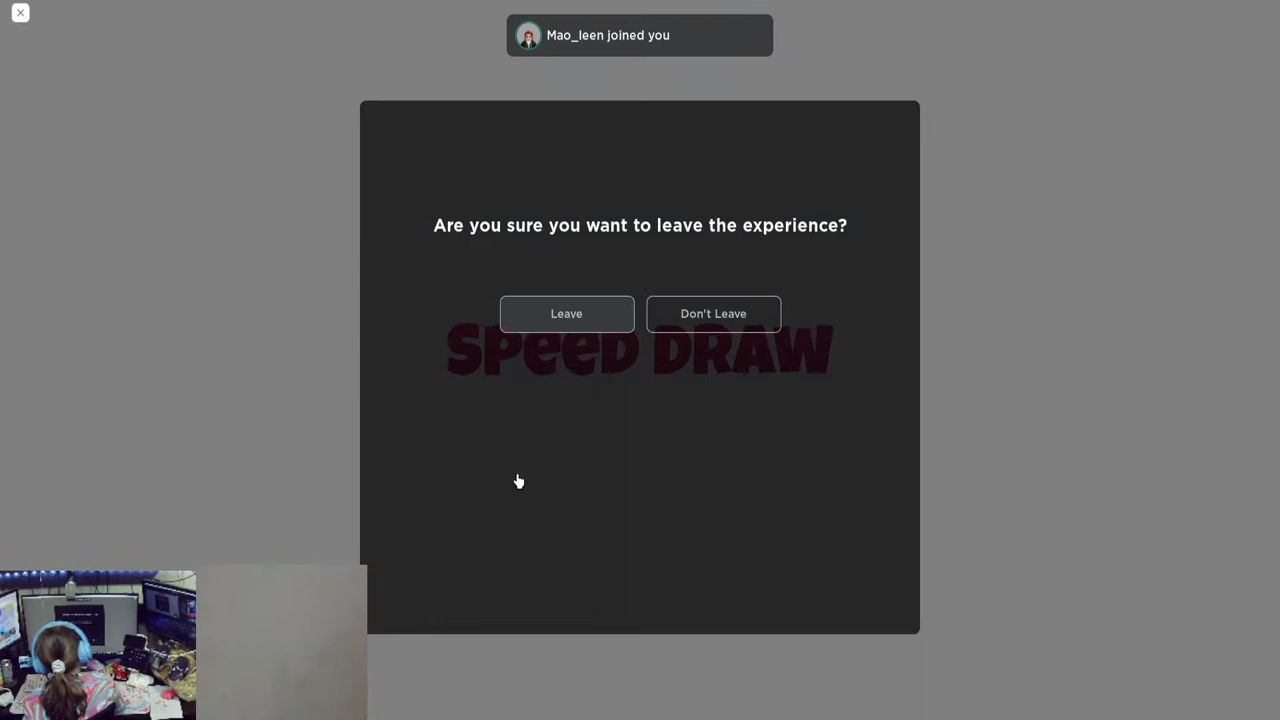 Mao_leen joined you
Are you sure you want to leave the experience?
Leave
Don't Leave
SPeeD DRAW